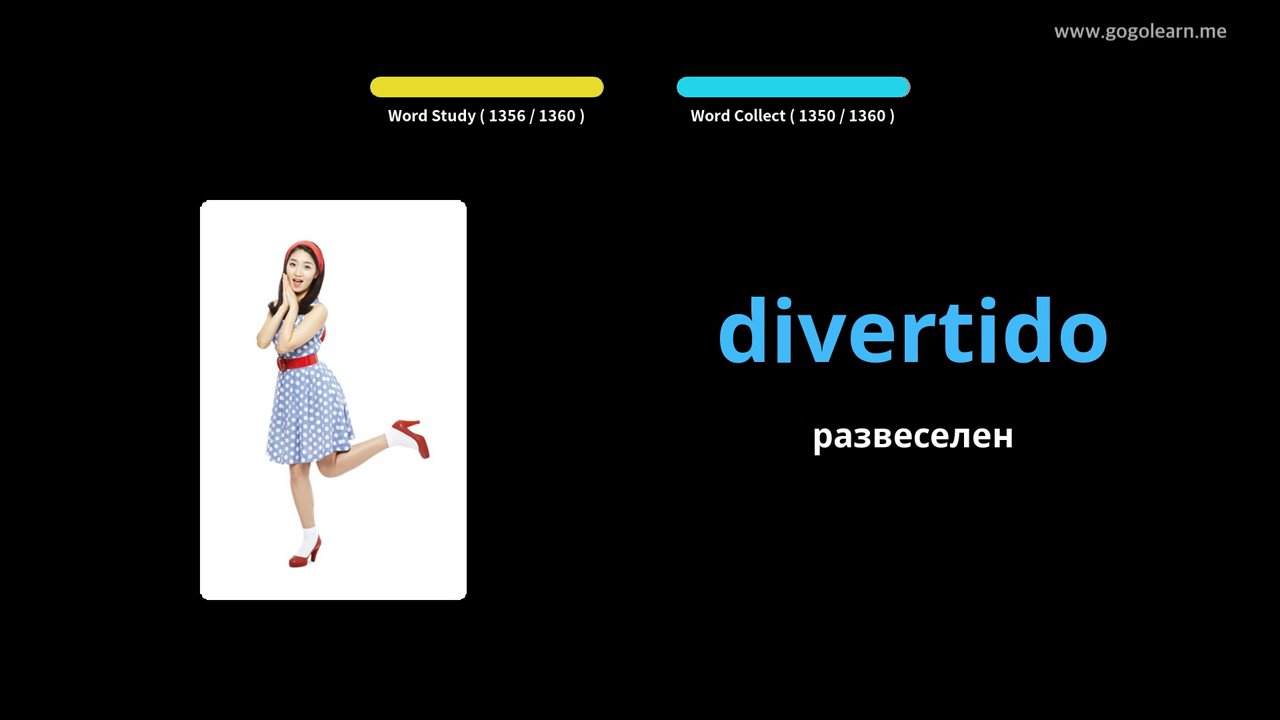 www.gogolearn.me
Word Study ( 1356 / 1360 )
Word Collect ( 1350 / 1360 )
divertido
развеселен